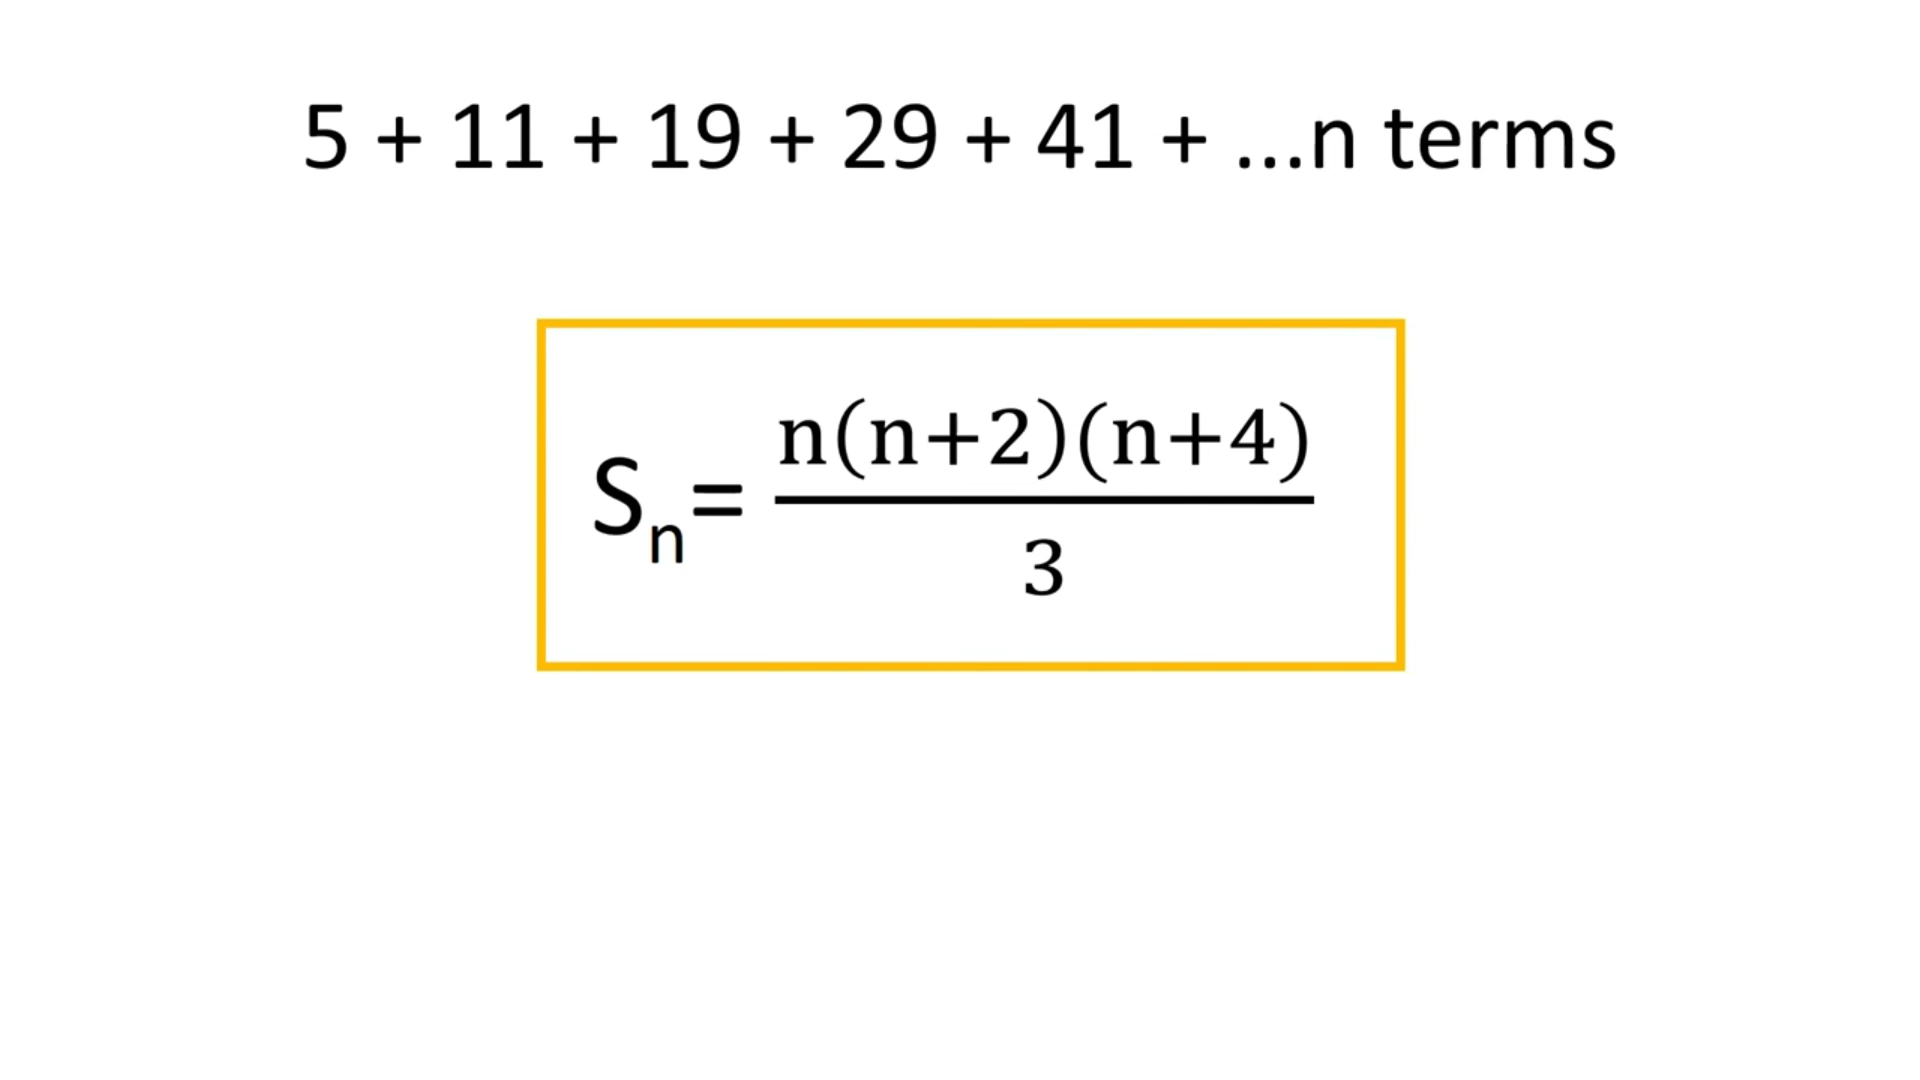 5 + 11 + 19 + 29 + 41 + ...n terms
n(n+2)(n+4)
Sn=
3